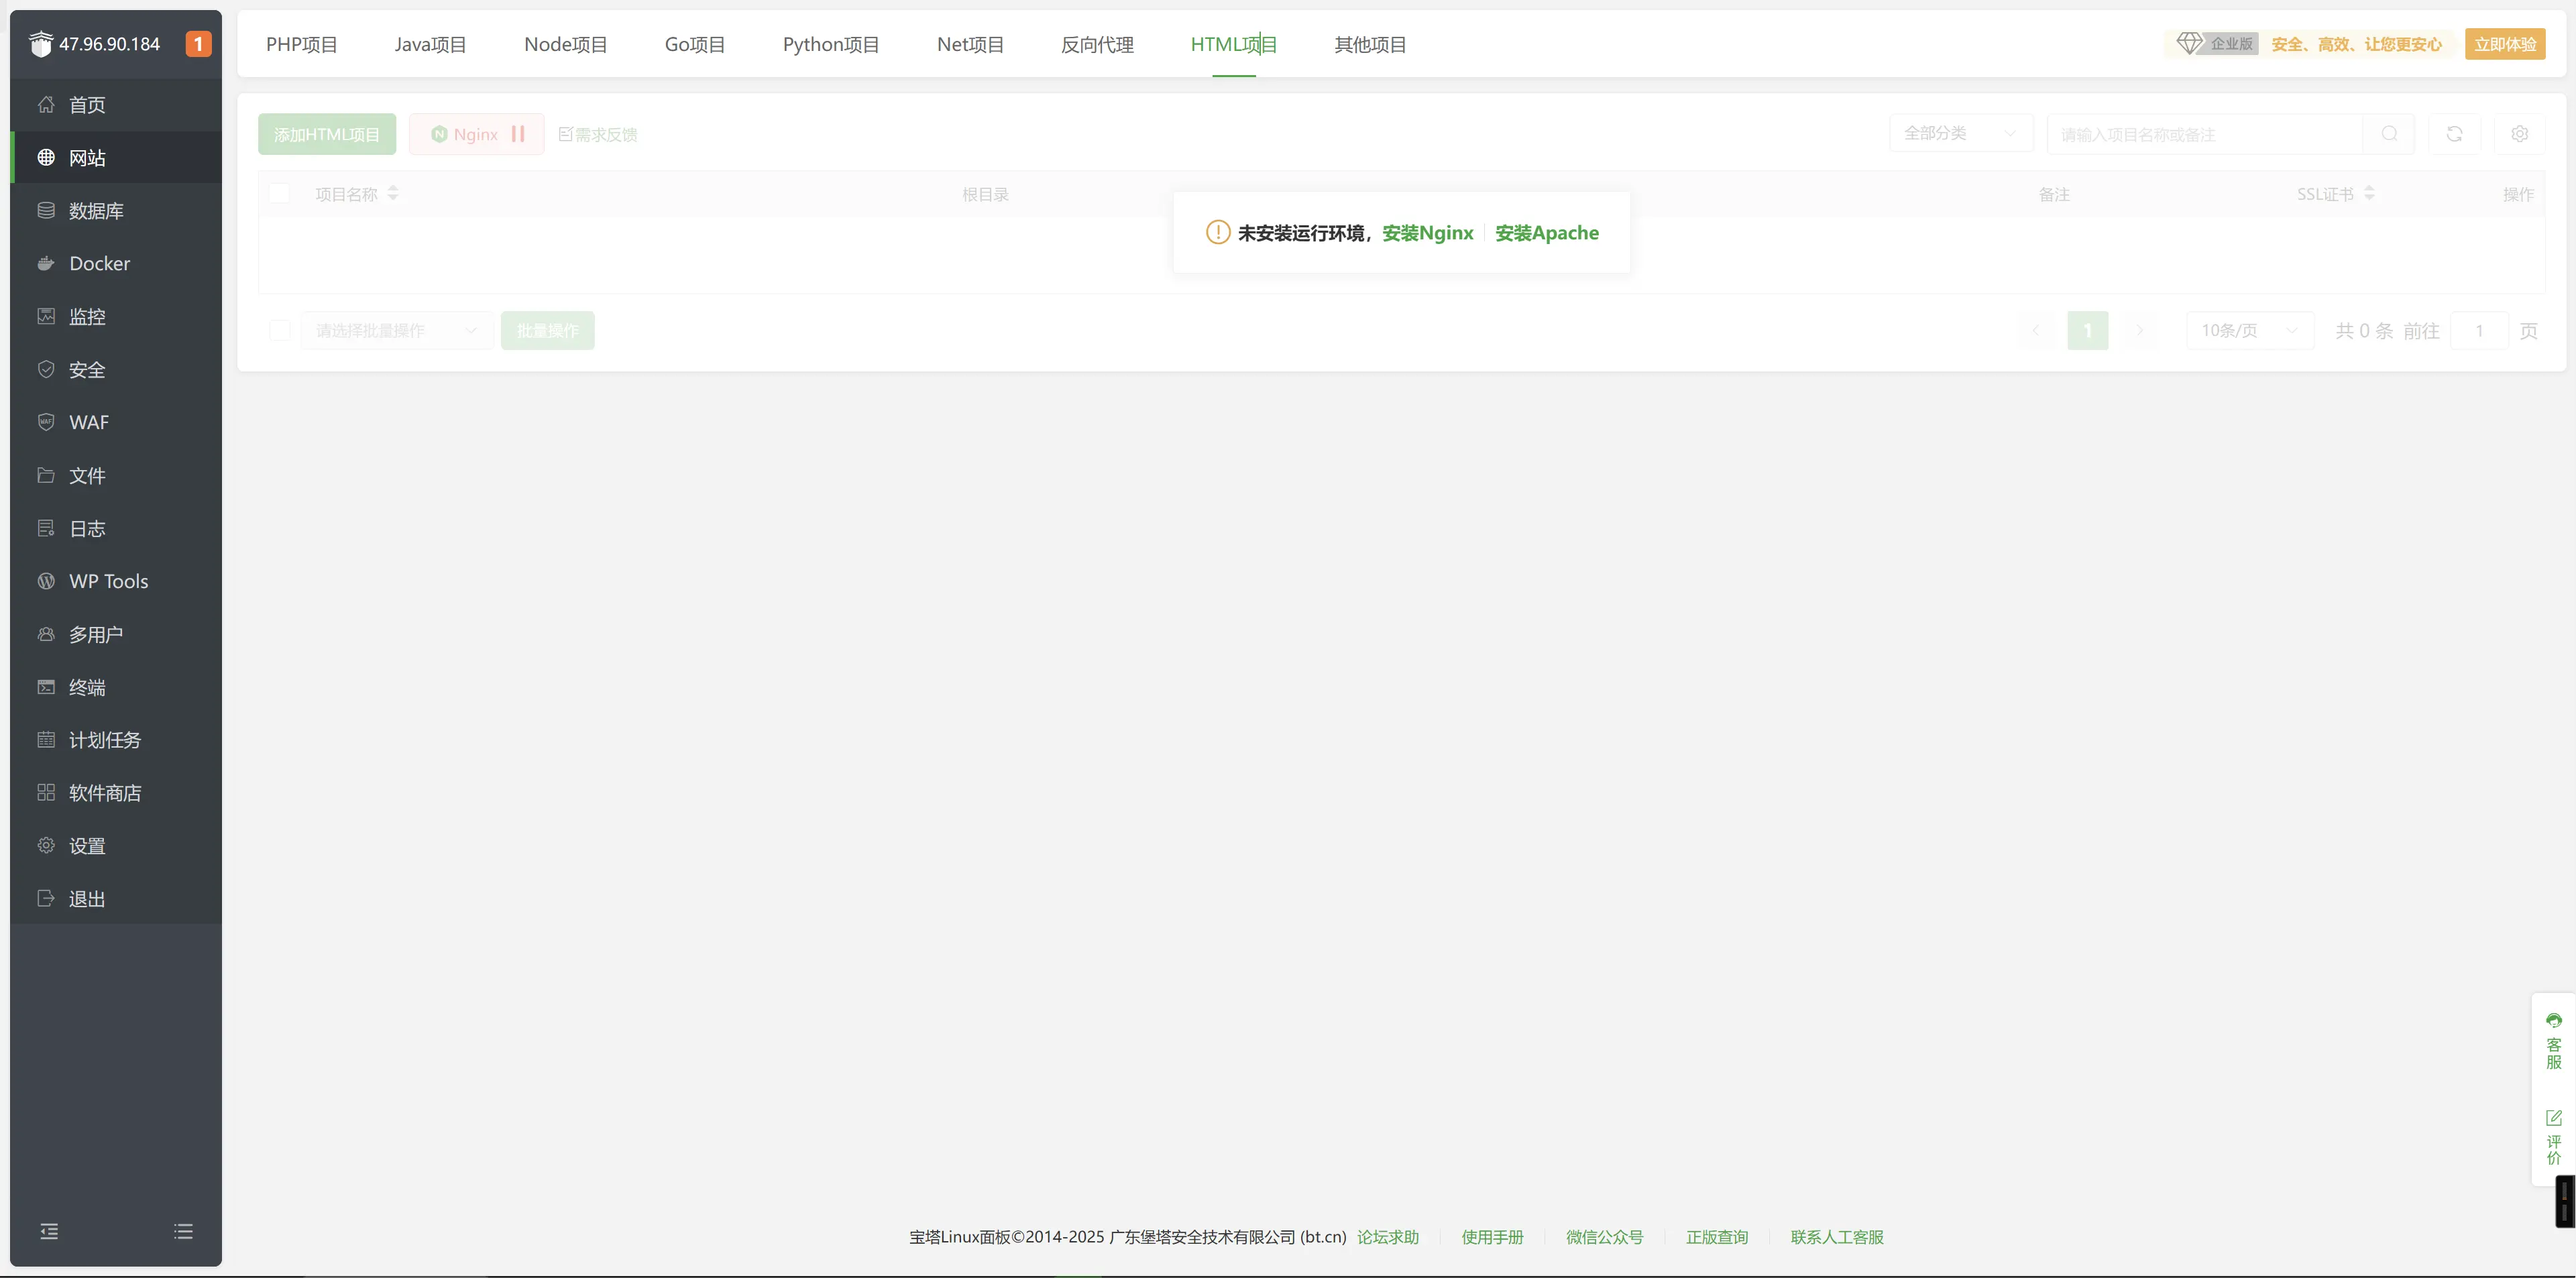 47.96.90.184 1
首页
网站
数据库
Docker
监控
安全
WAF
文件
日志
WP Tools
多用户
终端
计划任务
软件商店
设置
退出
PHP项目 Java项目 Node项目 Go项目 Python项目 Net项目 反向代理 HTML项目 其他项目
企业版 安全、高效、让您更安心 立即体验
添加HTML项目 Nginx 需求反馈 全部分类 请输入项目名称或备注
项目名称 根目录 备注 SSL证书 操作
未安装运行环境，安装Nginx 安装Apache
请选择批量操作 批量操作 1 10条/页 共 0 条 前往 1 页
客服
评价
宝塔Linux面板©2014-2025 广东堡塔安全技术有限公司 (bt.cn) 论坛求助 使用手册 微信公众号 正版查询 联系人工客服